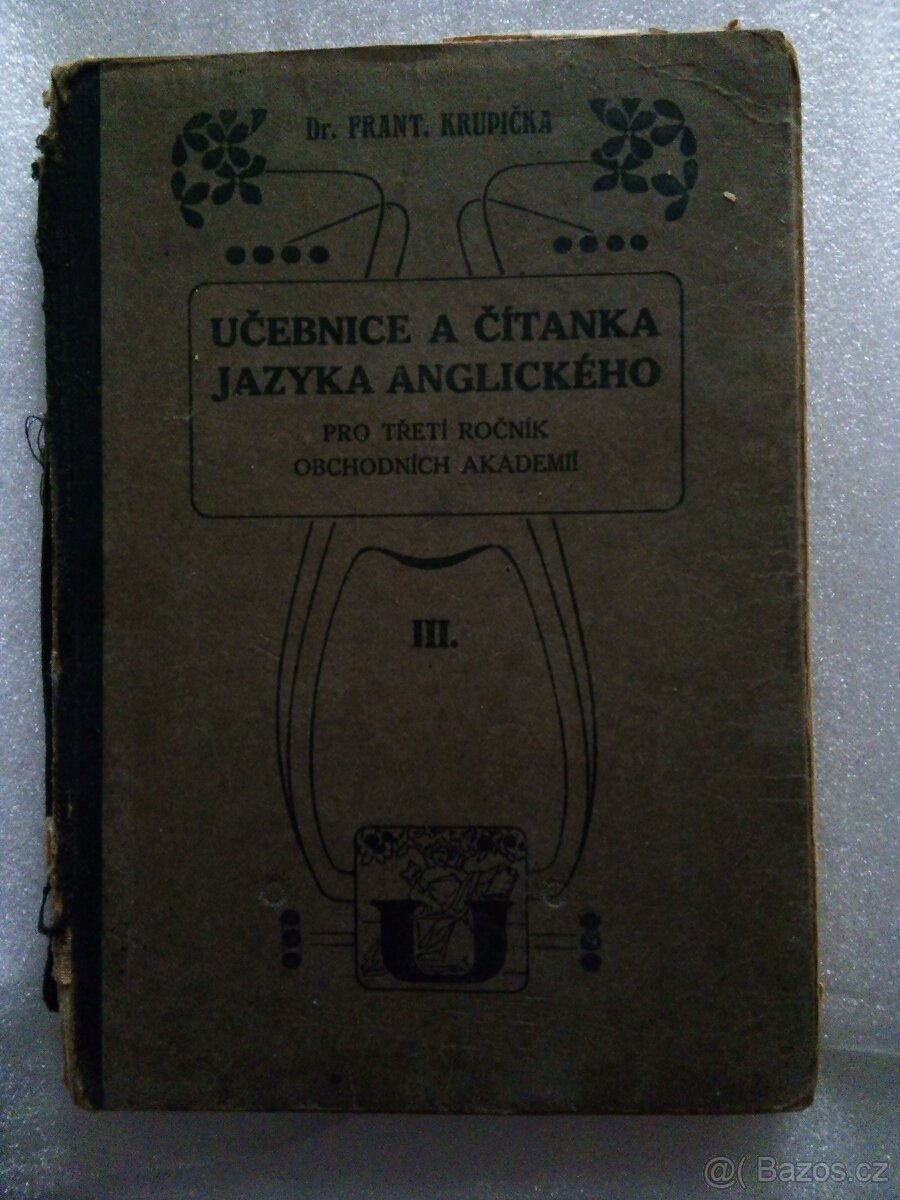 Dr. FRANT. KRUPIČKA
UČEBNICE A ČÍTANKA
JAZYKA ANGLICKÉHO
PRO TŘETÍ ROČNÍK
OBCHODNÍCH AKADEMIÍ
III.
U
@( Bazos.cz